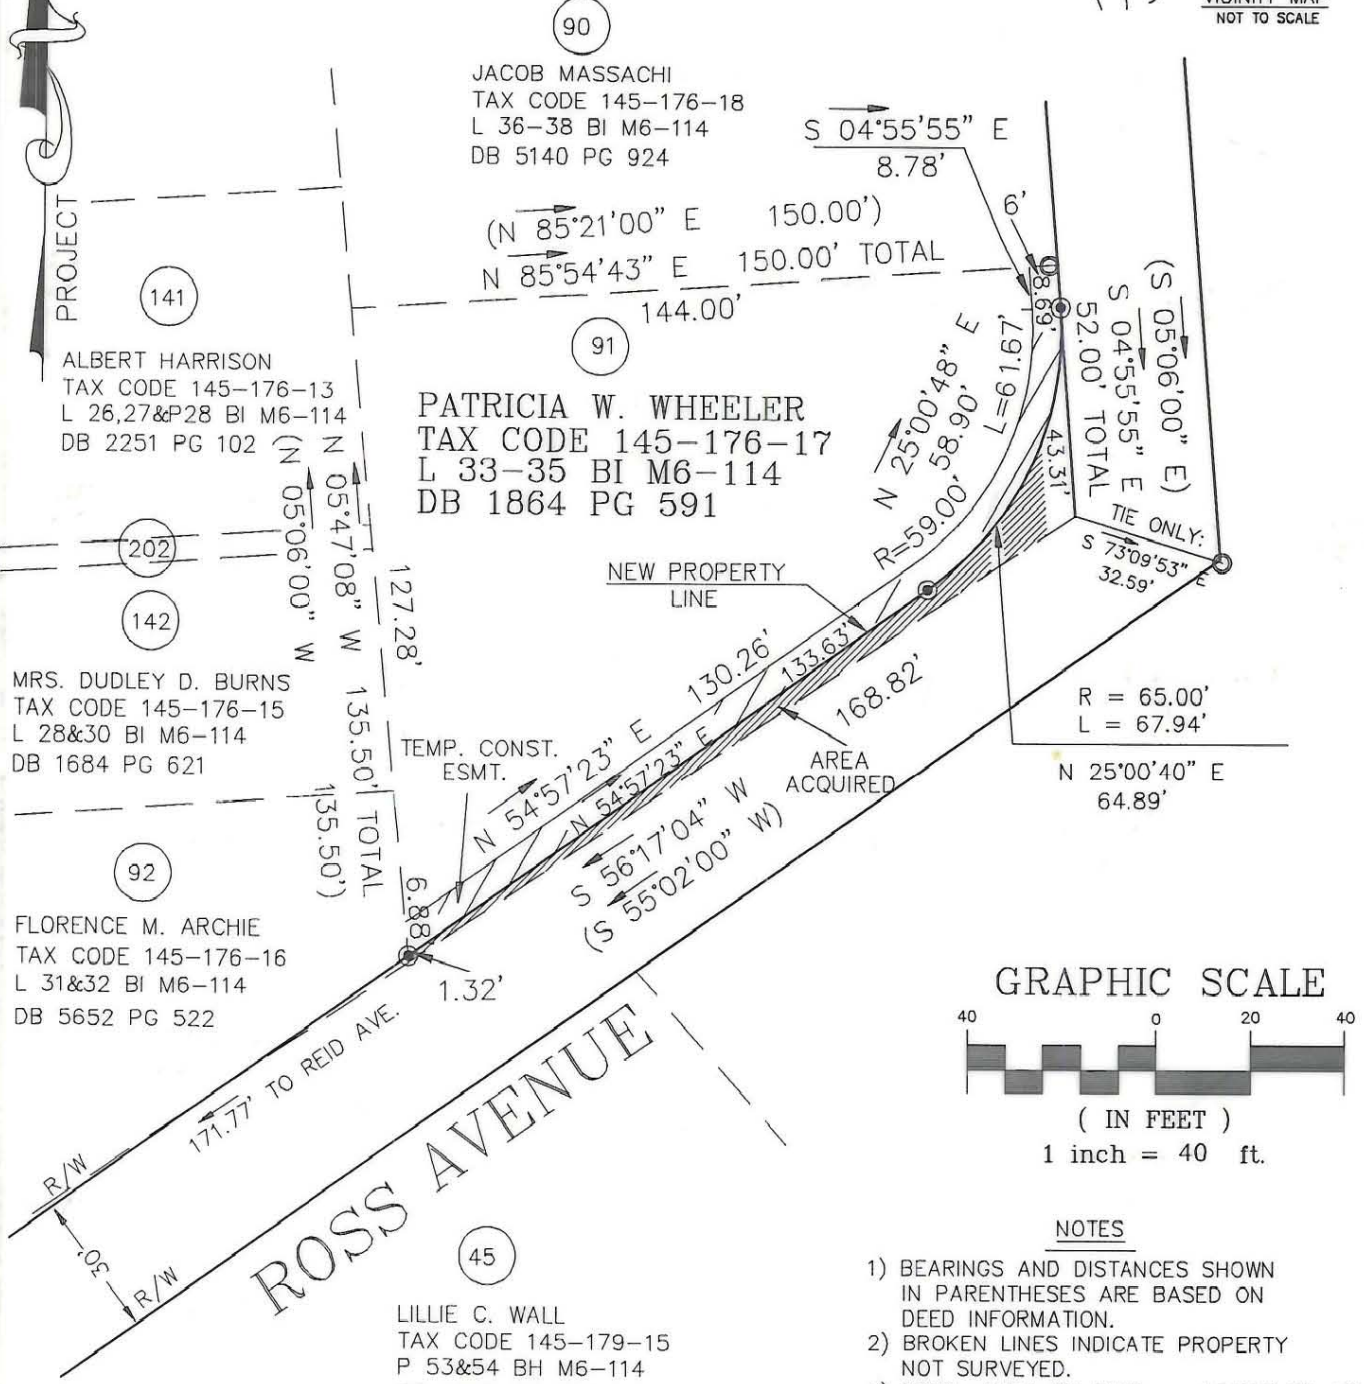 VICINITY MAP
NOT TO SCALE
90
JACOB MASSACHI
TAX CODE 145-176-18
L 36-38 BI M6-114
DB 5140 PG 924
S 04°55'55" E
8.78'
6'
(N 85°21'00" E 150.00')
N 85°54'43" E 150.00' TOTAL
144.00'
PROJECT
141
ALBERT HARRISON
TAX CODE 145-176-13
L 26,27&P28 BI M6-114
DB 2251 PG 102
91
PATRICIA W. WHEELER
TAX CODE 145-176-17
L 33-35 BI M6-114
DB 1864 PG 591
8.69'
L=61.67'
N 25°00'48" E
58.90'
R=59.00'
43.31'
52.00' TOTAL
S 04°55'55" E
(S 05°06'00" E)
TIE ONLY:
S 73°09'53" E
32.59'
202
142
MRS. DUDLEY D. BURNS
TAX CODE 145-176-15
L 28&30 BI M6-114
DB 1684 PG 621
(N 05°06'00" W
135.50')
N 05°47'08" W 135.50' TOTAL
127.28'
NEW PROPERTY
LINE
130.26'
133.63'
168.82'
R = 65.00'
L = 67.94'
N 25°00'40" E
64.89'
TEMP. CONST.
ESMT.
N 54°57'23" E
N 54°57'23" E
AREA
ACQUIRED
S 56°17'04" W
(S 55°02'00" W)
92
FLORENCE M. ARCHIE
TAX CODE 145-176-16
L 31&32 BI M6-114
DB 5652 PG 522
6.88
1.32'
171.77' TO REID AVE.
ROSS AVENUE
R/W
30'
R/W
GRAPHIC SCALE
40 0 20 40
( IN FEET )
1 inch = 40 ft.
45
LILLIE C. WALL
TAX CODE 145-179-15
P 53&54 BH M6-114
NOTES
1) BEARINGS AND DISTANCES SHOWN
IN PARENTHESES ARE BASED ON
DEED INFORMATION.
2) BROKEN LINES INDICATE PROPERTY
NOT SURVEYED.